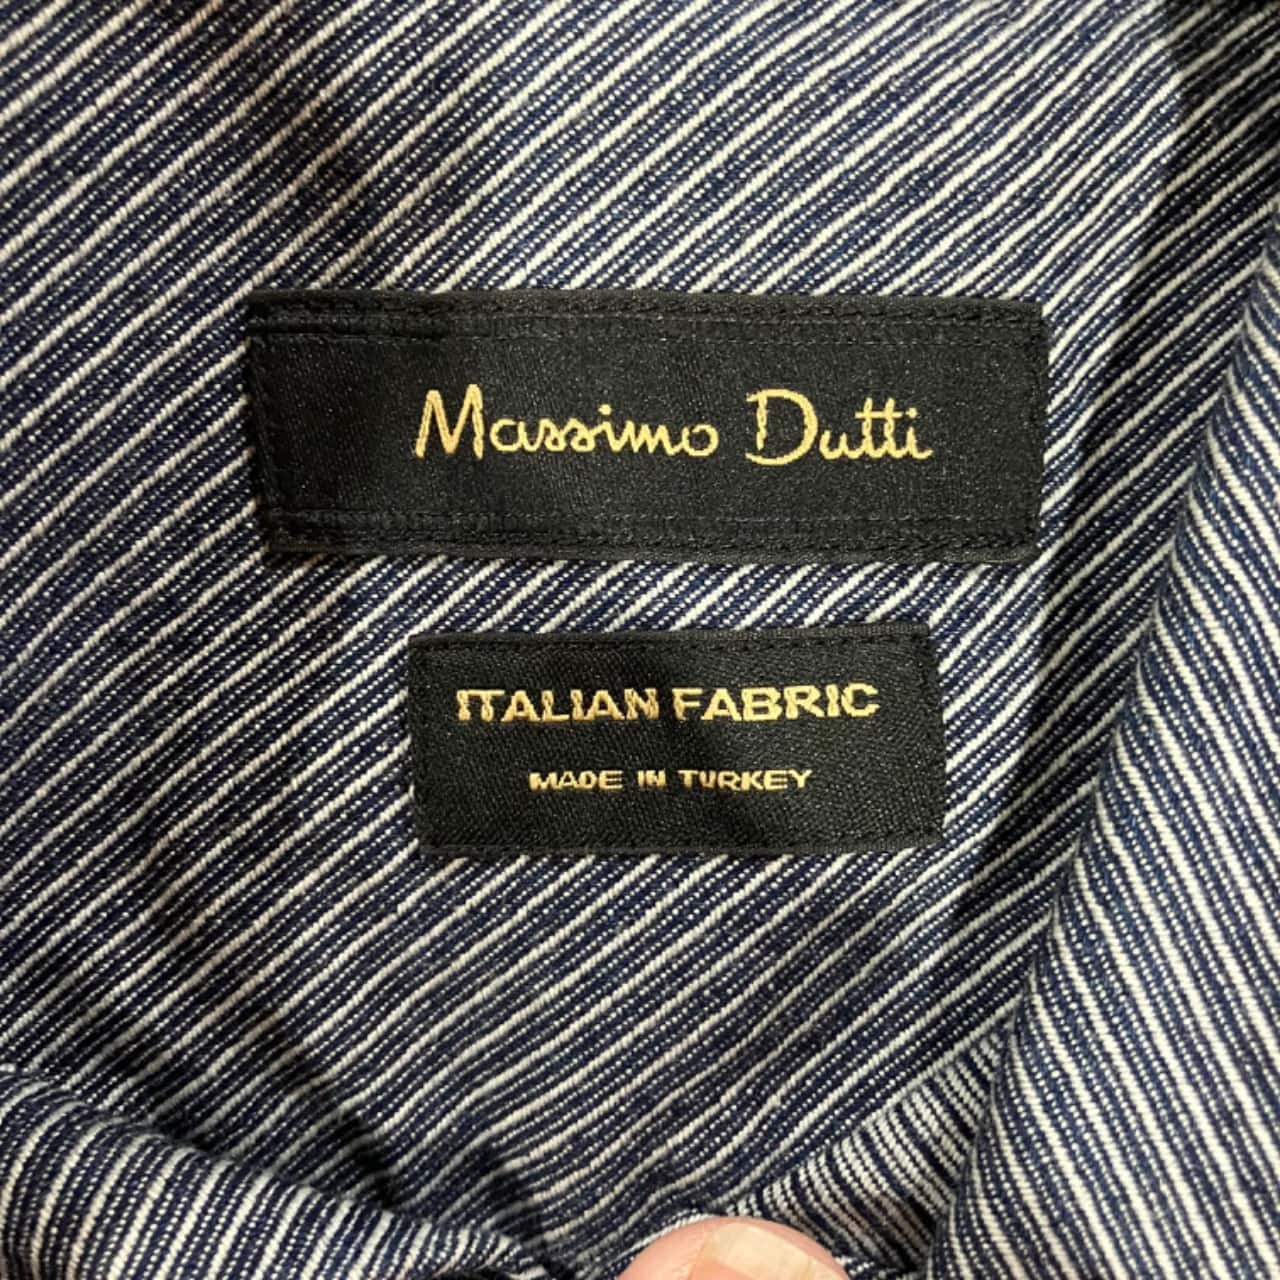 Massimo Dutti
ITALIAN FABRIC
MADE IN TURKEY